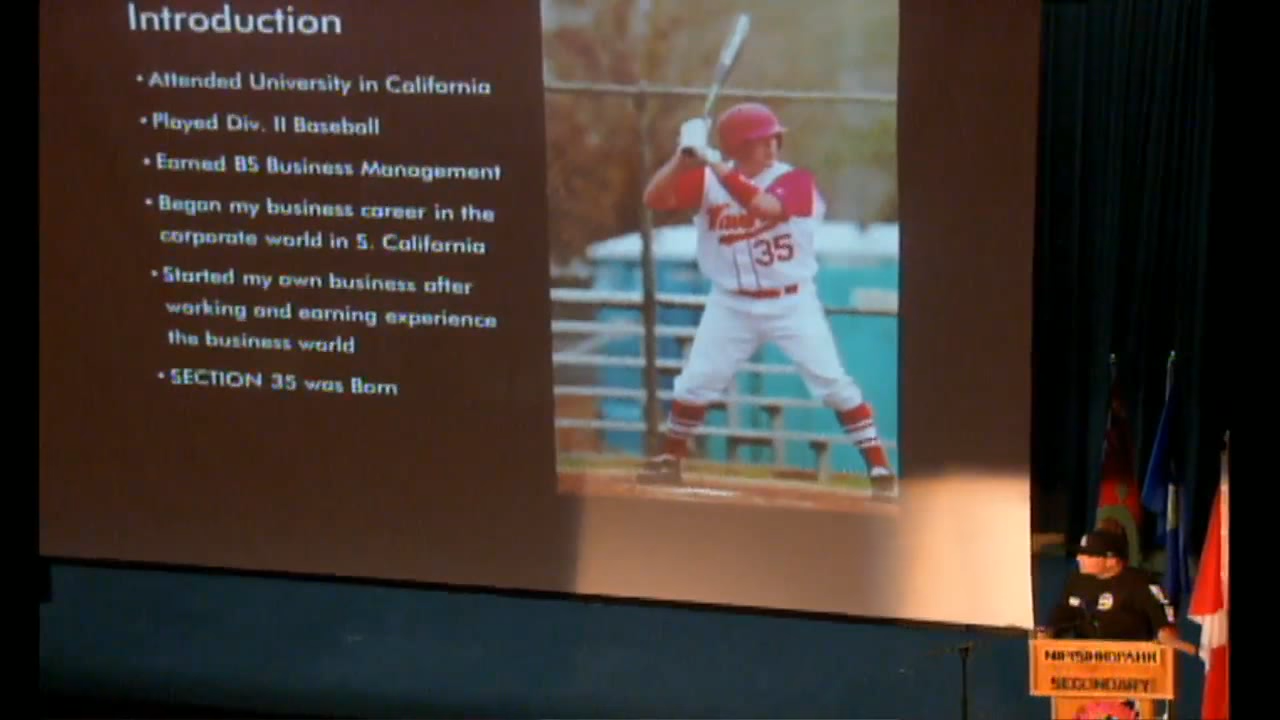 Introduction
• Attended University in California
• Played Div. II Baseball
• Earned BS Business Management
• Began my business career in the
corporate world in S. California
• Started my own business after
working and earning experience
the business world
• SECTION 35 was Born
35
SECONDARY